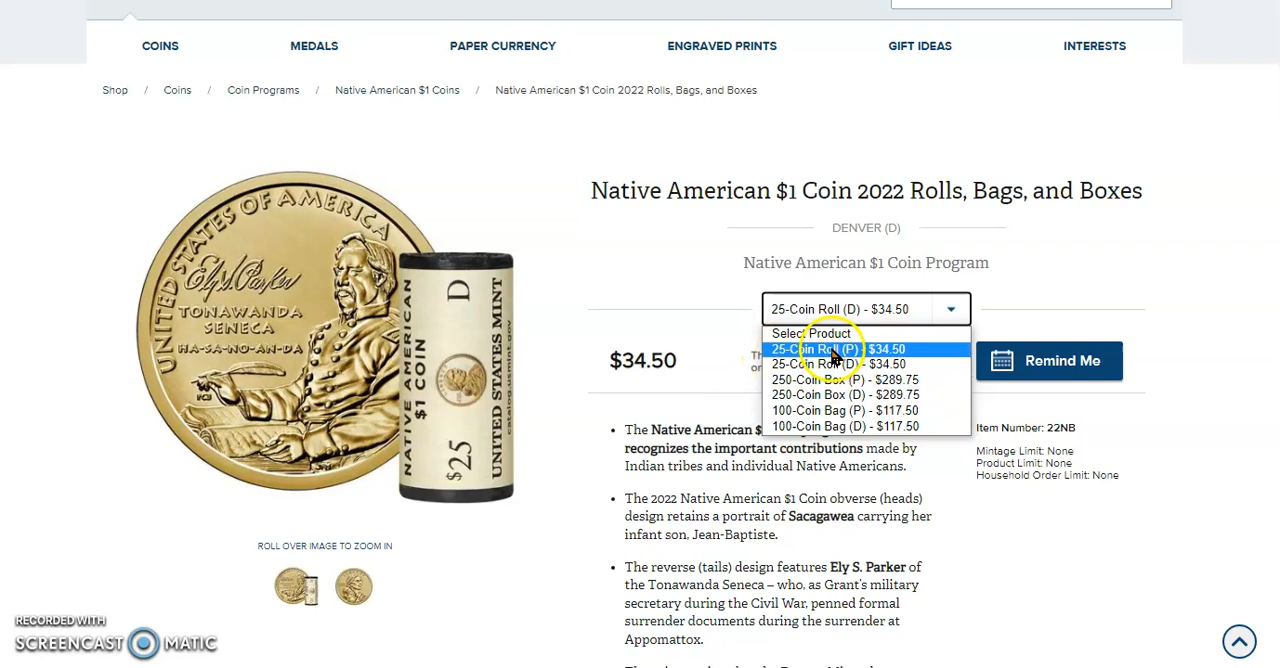 COINS
MEDALS
PAPER CURRENCY
ENGRAVED PRINTS
GIFT IDEAS
INTERESTS
Shop / Coins / Coin Programs / Native American $1 Coins / Native American $1 Coin 2022 Rolls, Bags, and Boxes
UNITED STATES OF AMERICA
Ely S. Parker
TONAWANDA
SENECA
HA-SA-NO-AN-DA
NATIVE AMERICAN
$1 COIN
$25
D
UNITED STATES MINT
catalog.usmint.gov
ROLL OVER IMAGE TO ZOOM IN
Native American $1 Coin 2022 Rolls, Bags, and Boxes
DENVER (D)
Native American $1 Coin Program
25-Coin Roll (D) - $34.50
Select Product
25-Coin Roll (P) - $34.50
25-Coin Roll (D) - $34.50
250-Coin Box (P) - $289.75
250-Coin Box (D) - $289.75
100-Coin Bag (P) - $117.50
100-Coin Bag (D) - $117.50
$34.50
Remind Me
The Native American $
recognizes the important contributions made by
Indian tribes and individual Native Americans.
The 2022 Native American $1 Coin obverse (heads)
design retains a portrait of Sacagawea carrying her
infant son, Jean-Baptiste.
The reverse (tails) design features Ely S. Parker of
the Tonawanda Seneca – who, as Grant's military
secretary during the Civil War, penned formal
surrender documents during the surrender at
Appomattox.
Item Number: 22NB
Mintage Limit: None
Product Limit: None
Household Order Limit: None
RECORDED WITH
SCREENCAST MATIC